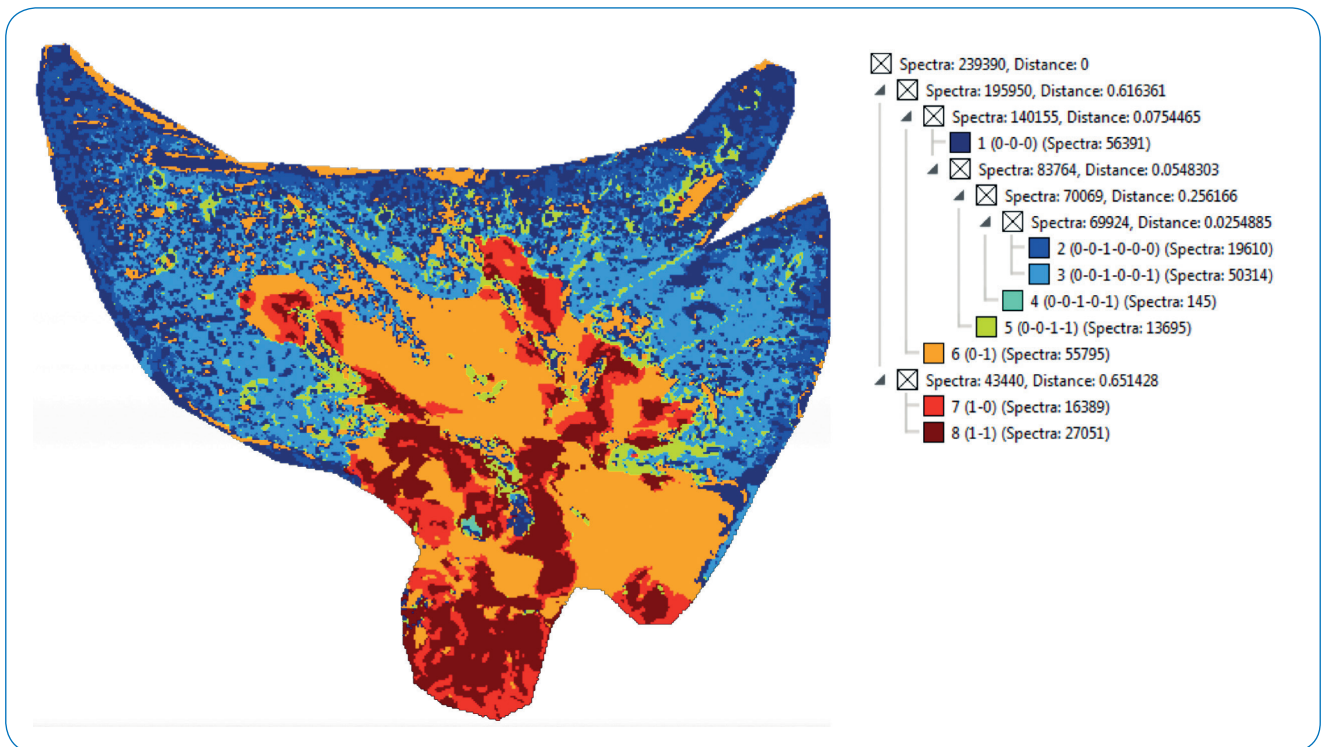 Spectra: 239390, Distance: 0
Spectra: 195950, Distance: 0.616361
Spectra: 140155, Distance: 0.0754465
1 (0-0-0) (Spectra: 56391)
Spectra: 83764, Distance: 0.0548303
Spectra: 70069, Distance: 0.256166
Spectra: 69924, Distance: 0.0254885
2 (0-0-1-0-0-0) (Spectra: 19610)
3 (0-0-1-0-0-1) (Spectra: 50314)
4 (0-0-1-0-1) (Spectra: 145)
5 (0-0-1-1) (Spectra: 13695)
6 (0-1) (Spectra: 55795)
Spectra: 43440, Distance: 0.651428
7 (1-0) (Spectra: 16389)
8 (1-1) (Spectra: 27051)